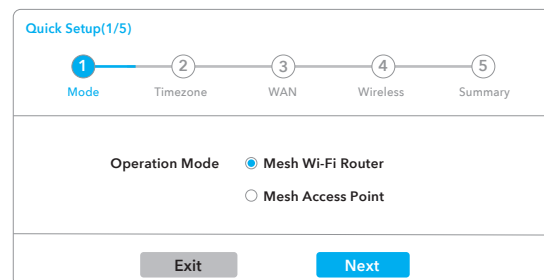 Quick Setup(1/5)
1 2 3 4 5
Mode Timezone WAN Wireless Summary
Operation Mode Mesh Wi-Fi Router
Mesh Access Point
Exit Next